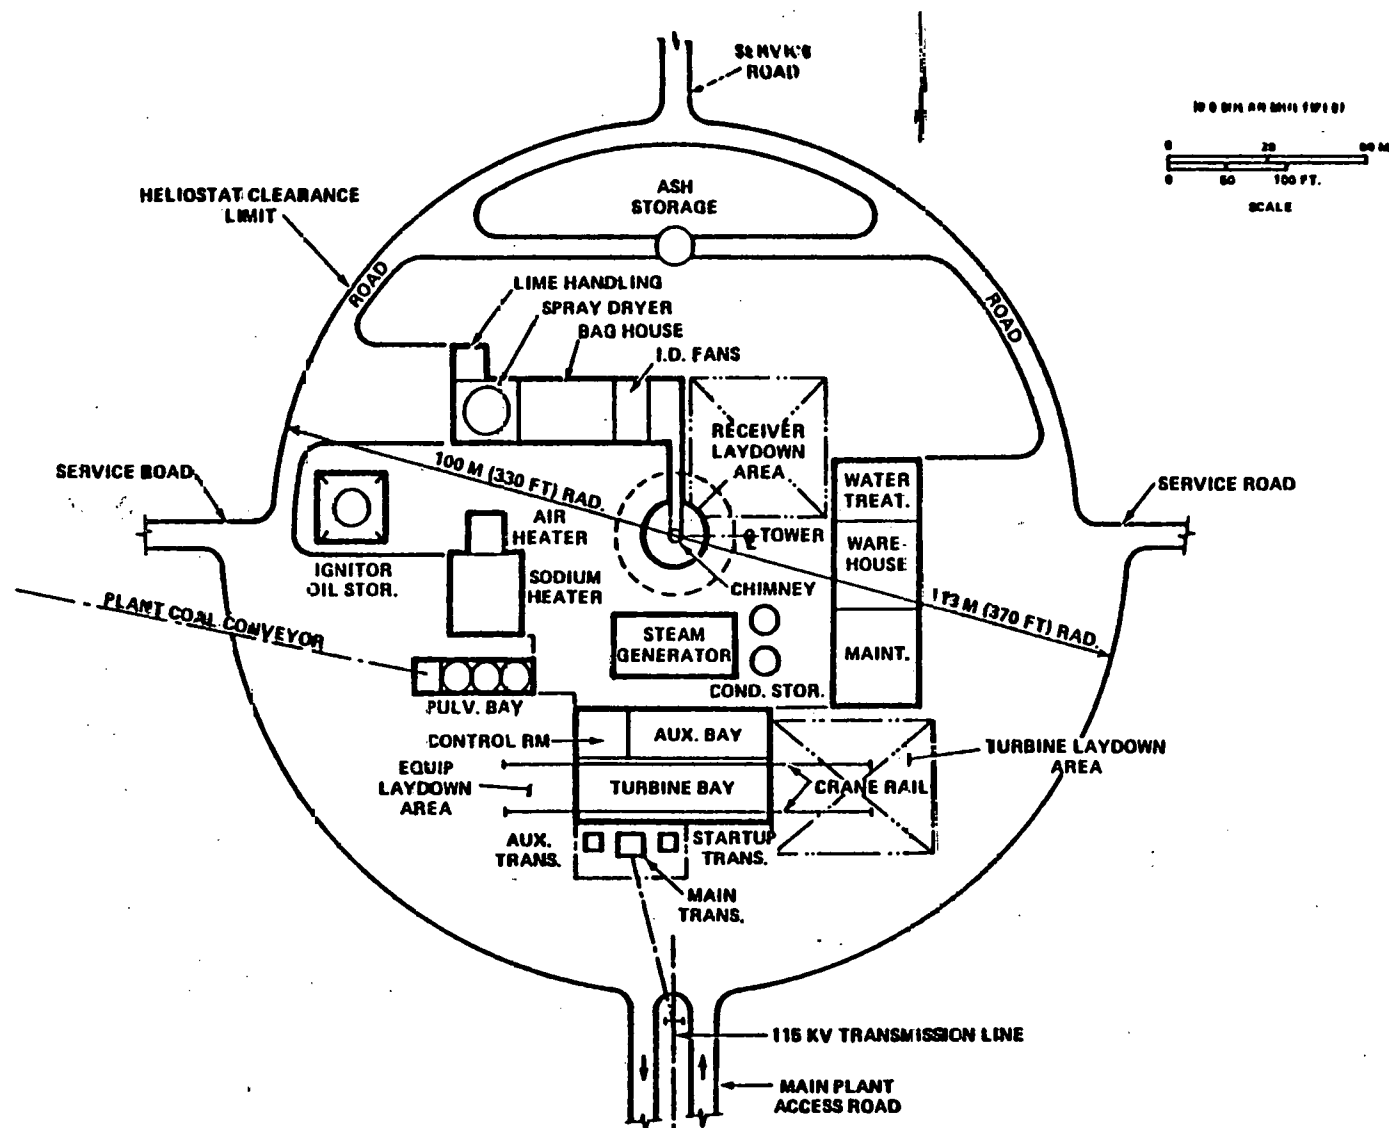 SERVICE
ROAD
0 20 60 M
0 50 100 FT.
SCALE
HELIOSTAT CLEARANCE
LIMIT
ASH
STORAGE
ROAD
ROAD
LIME HANDLING
SPRAY DRYER
BAG HOUSE
I.D. FANS
RECEIVER
LAYDOWN
AREA
SERVICE ROAD
100 M (330 FT) RAD.
WATER
TREAT.
SERVICE ROAD
AIR
HEATER
TOWER
WARE-
HOUSE
IGNITOR
OIL STOR.
SODIUM
HEATER
CHIMNEY
PLANT COAL CONVEYOR
113 M (370 FT) RAD.
STEAM
GENERATOR
MAINT.
COND. STOR.
PULV. BAY
CONTROL RM
AUX. BAY
TURBINE LAYDOWN
AREA
EQUIP
LAYDOWN
AREA
TURBINE BAY
CRANE RAIL
AUX.
TRANS.
STARTUP
TRANS.
MAIN
TRANS.
115 KV TRANSMISSION LINE
MAIN PLANT
ACCESS ROAD